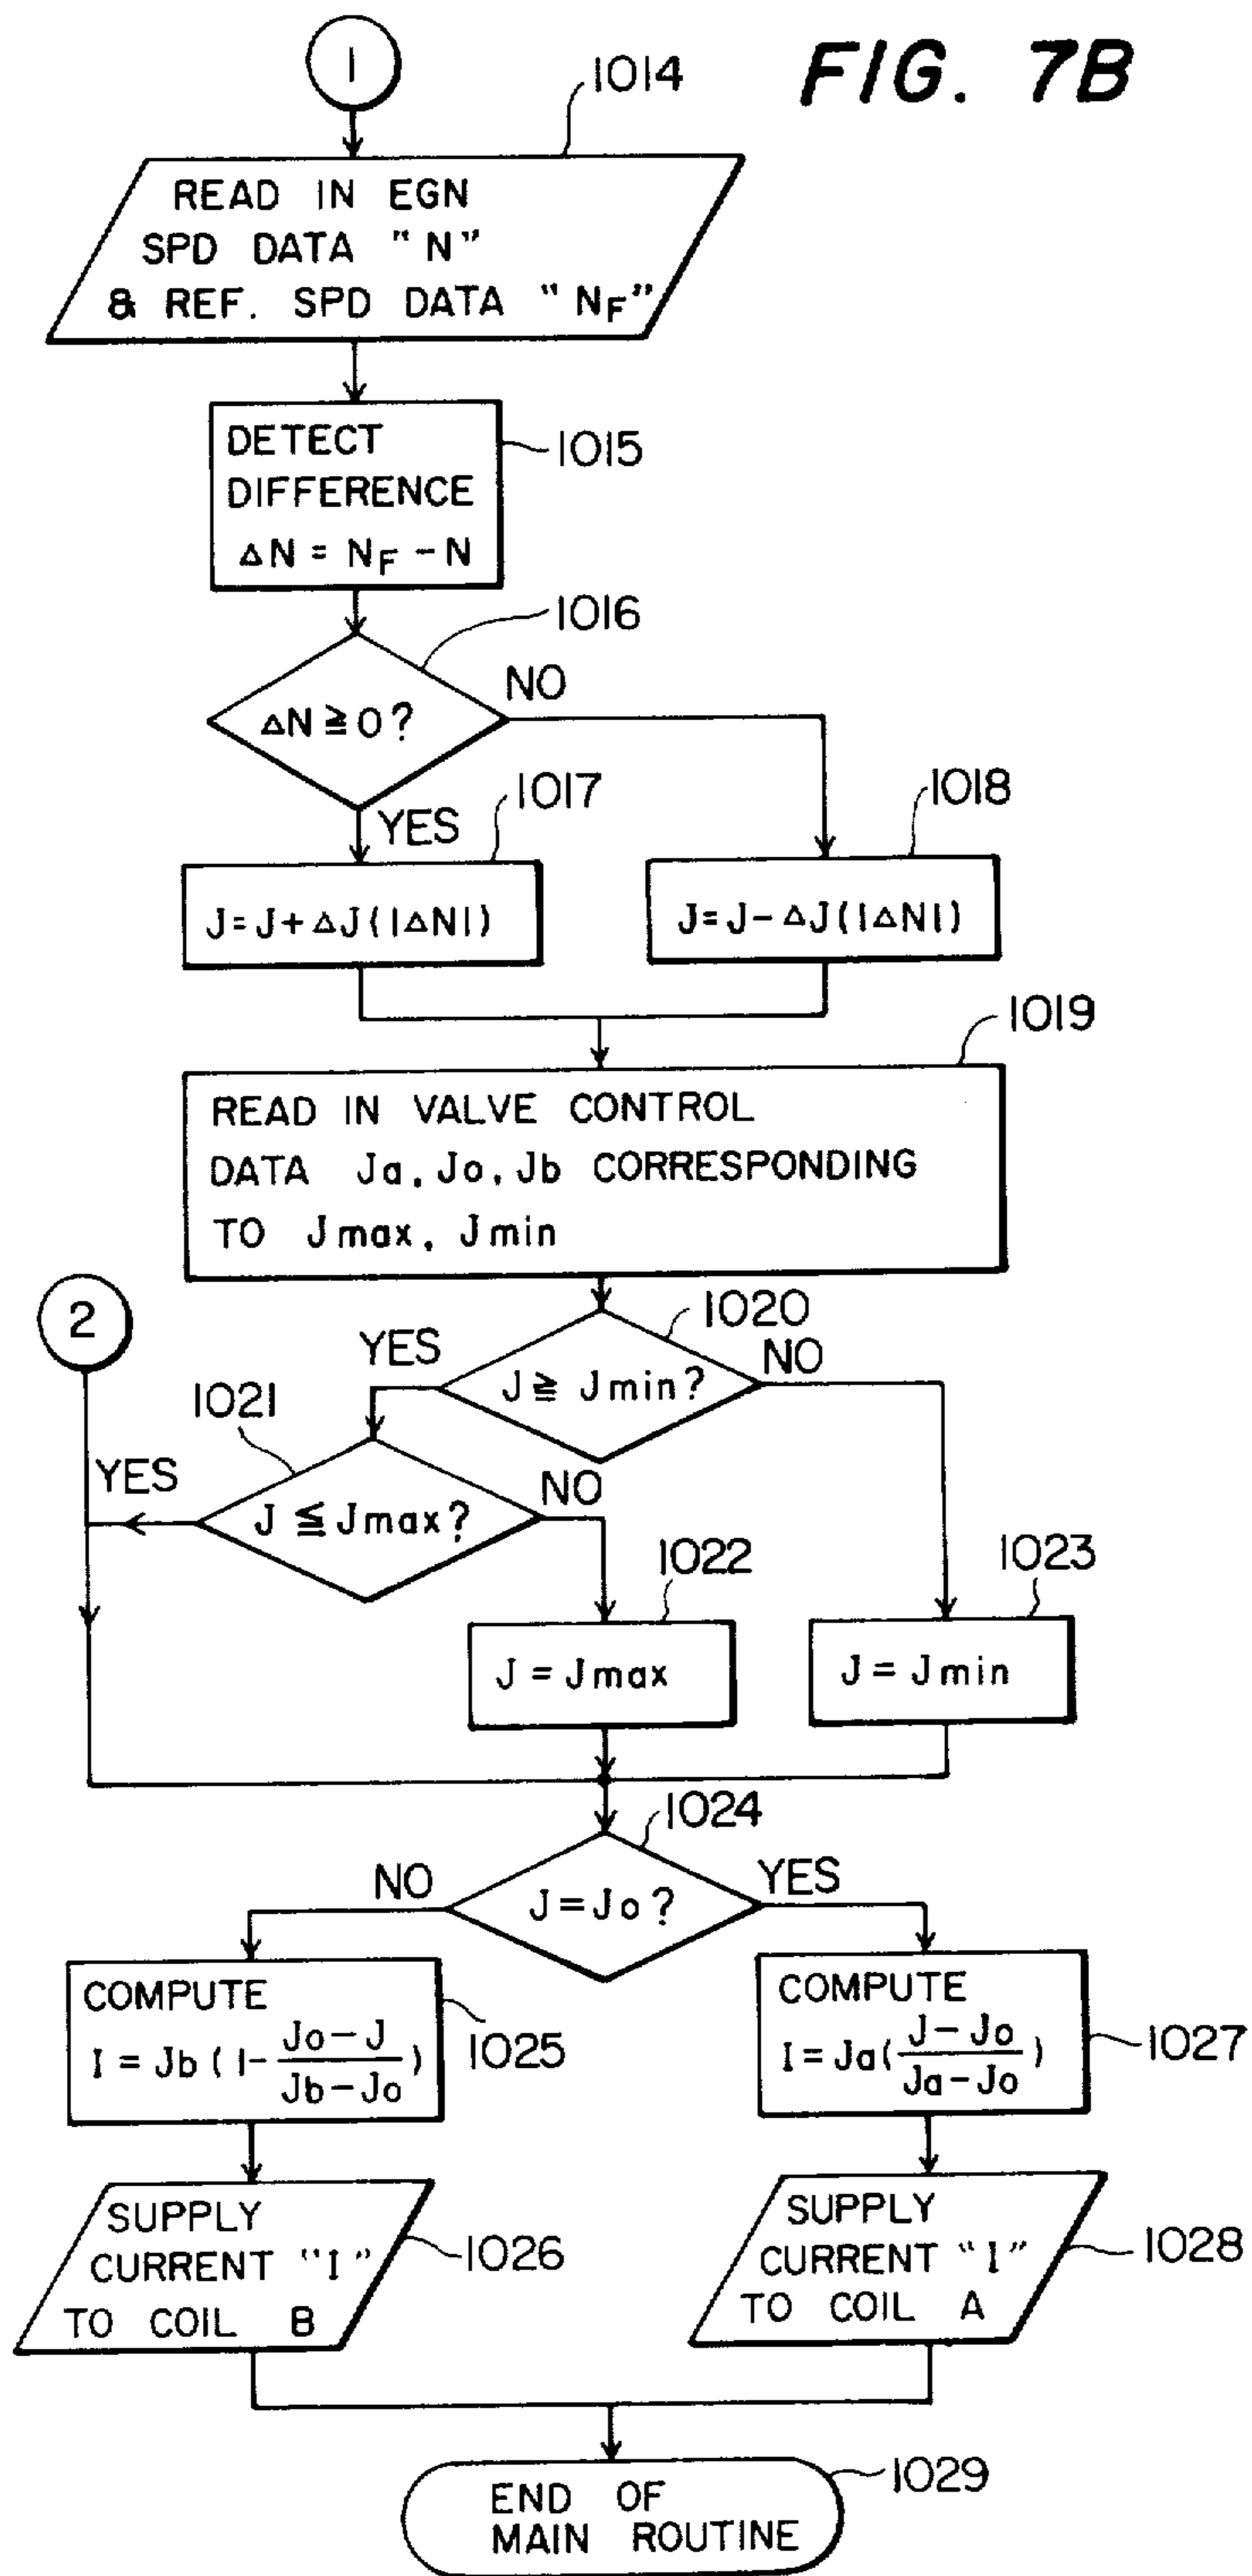 FIG. 7B
1
1014
READ IN EGN
SPD DATA "N"
& REF. SPD DATA "NF"
1015
DETECT
DIFFERENCE
ΔN = NF - N
1016
ΔN ≧ 0?
NO
YES
1017
J = J + ΔJ(|ΔN|)
1018
J = J - ΔJ(|ΔN|)
1019
READ IN VALVE CONTROL
DATA Ja, Jo, Jb CORRESPONDING
TO Jmax, Jmin
2
1020
YES
J ≧ Jmin?
NO
1021
YES
J ≦ Jmax?
NO
1022
J = Jmax
1023
J = Jmin
1024
NO
J = Jo?
YES
COMPUTE
I = Jb (1 - Jo - J / Jb - Jo)
1025
COMPUTE
I = Ja (J - Jo / Ja - Jo)
1027
SUPPLY
CURRENT "I"
TO COIL B
1026
SUPPLY
CURRENT "I"
TO COIL A
1028
END OF
MAIN ROUTINE
1029